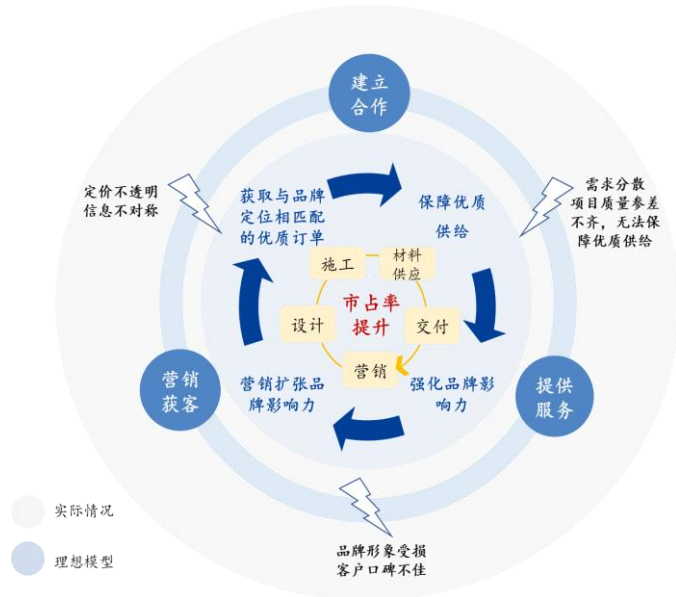 建立
合作
定价不透明
信息不对称
需求分散
项目质量参差
不齐，无法保
障优质供给
获取与品牌
定位相匹配
的优质订单
保障优质
供给
施工
材料
供应
市占率
提升
设计
交付
营销
营销扩张品
牌影响力
强化品牌影
响力
营销
获客
提供
服务
品牌形象受损
客户口碑不佳
实际情况
理想模型